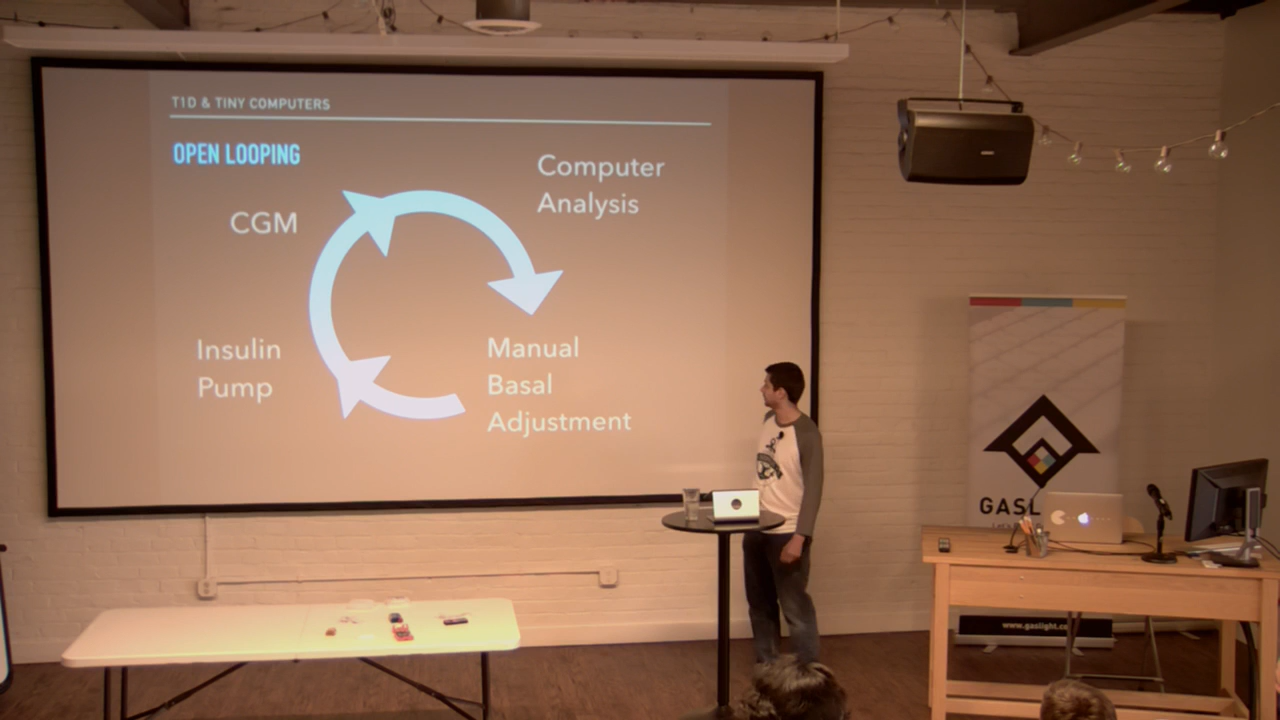 T1D & TINY COMPUTERS
OPEN LOOPING
Computer
Analysis
CGM
Insulin
Pump
Manual
Basal
Adjustment
GASL
www.gaslight.co